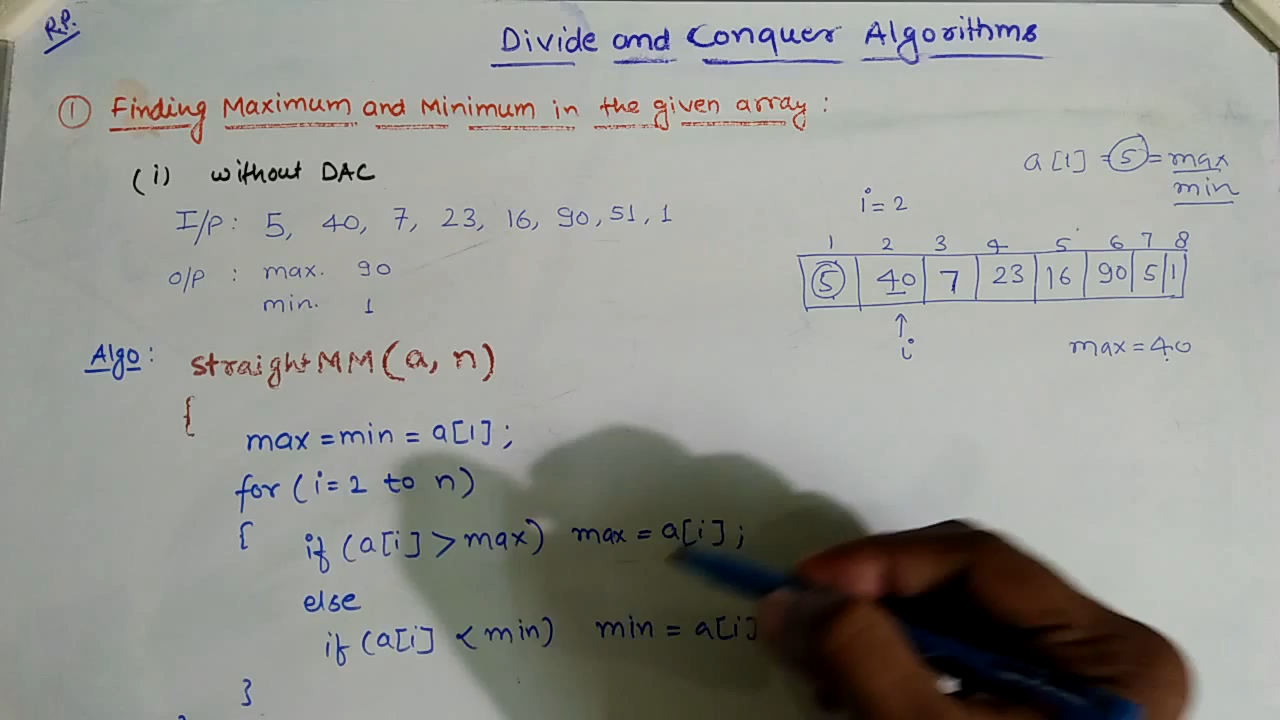 R.P.
Divide and Conquer Algorithms
① Finding Maximum and Minimum in the given array :
(i) without DAC
a[1] = 5 = max
min
I/P : 5, 40, 7, 23, 16, 90, 51, 1
i = 2
1 2 3 4 5 6 7 8
5 40 7 23 16 90 5 1
O/P : max. 90
min. 1
i
max = 40
Algo : straightMM(a, n)
{
max = min = a[1] ;
for (i = 2 to n)
{ if (a[i] > max) max = a[i] ;
else
if (a[i] < min) min = a[i]
}